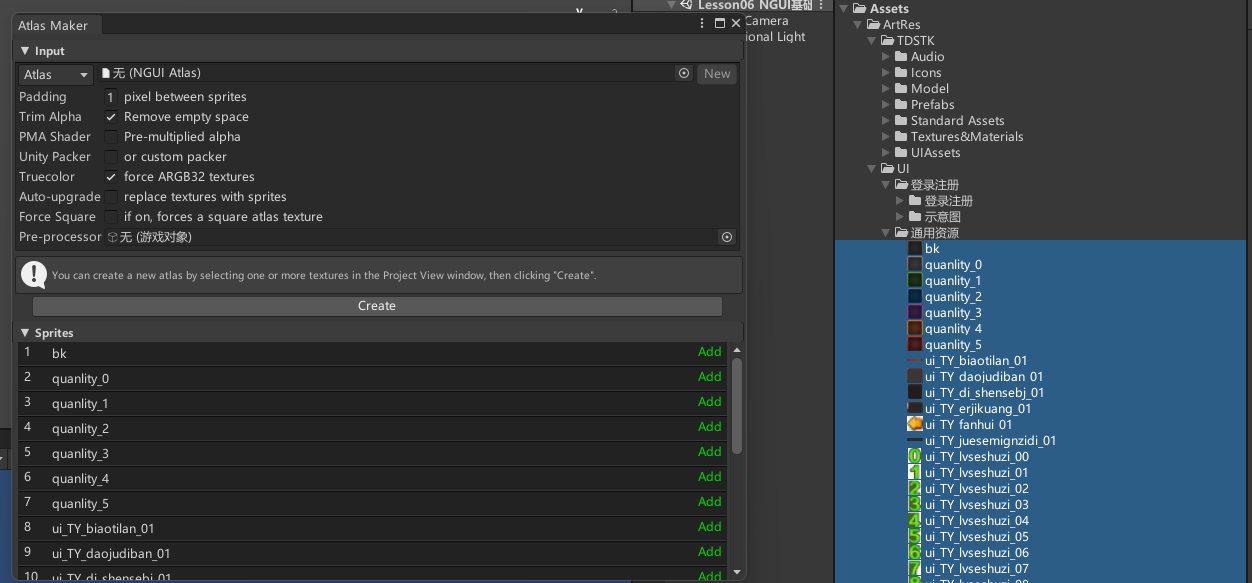 Atlas Maker
Input
Atlas
无 (NGUI Atlas)
New
Padding 1 pixel between sprites
Trim Alpha Remove empty space
PMA Shader Pre-multiplied alpha
Unity Packer or custom packer
Truecolor force ARGB32 textures
Auto-upgrade replace textures with sprites
Force Square if on, forces a square atlas texture
Pre-processor 无 (游戏对象)
You can create a new atlas by selecting one or more textures in the Project View window, then clicking "Create".
Create
Sprites
1 bk Add
2 quanlity_0 Add
3 quanlity_1 Add
4 quanlity_2 Add
5 quanlity_3 Add
6 quanlity_4 Add
7 quanlity_5 Add
8 ui_TY_biaotilan_01 Add
9 ui_TY_daojudiban_01 Add
10 ui_TY_di_shensebj_01 Add
Lesson06 NGUI基础
Camera
ional Light
Assets
ArtRes
TDSTK
Audio
Icons
Model
Prefabs
Standard Assets
Textures&Materials
UIAssets
UI
登录注册
登录注册
示意图
通用资源
bk
quanlity_0
quanlity_1
quanlity_2
quanlity_3
quanlity_4
quanlity_5
ui_TY_biaotilan_01
ui_TY_daojudiban_01
ui_TY_di_shensebj_01
ui_TY_erjikuang_01
ui_TY_fanhui_01
ui_TY_juesemignzidi_01
ui_TY_lvseshuzi_00
ui_TY_lvseshuzi_01
ui_TY_lvseshuzi_02
ui_TY_lvseshuzi_03
ui_TY_lvseshuzi_04
ui_TY_lvseshuzi_05
ui_TY_lvseshuzi_06
ui_TY_lvseshuzi_07
ui_TY_lvseshuzi_08